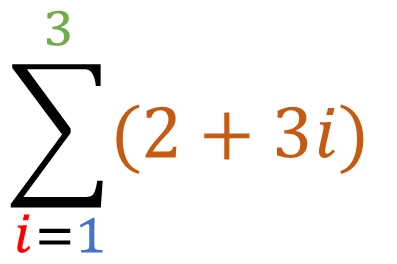 3
∑(2 + 3i)
i=1